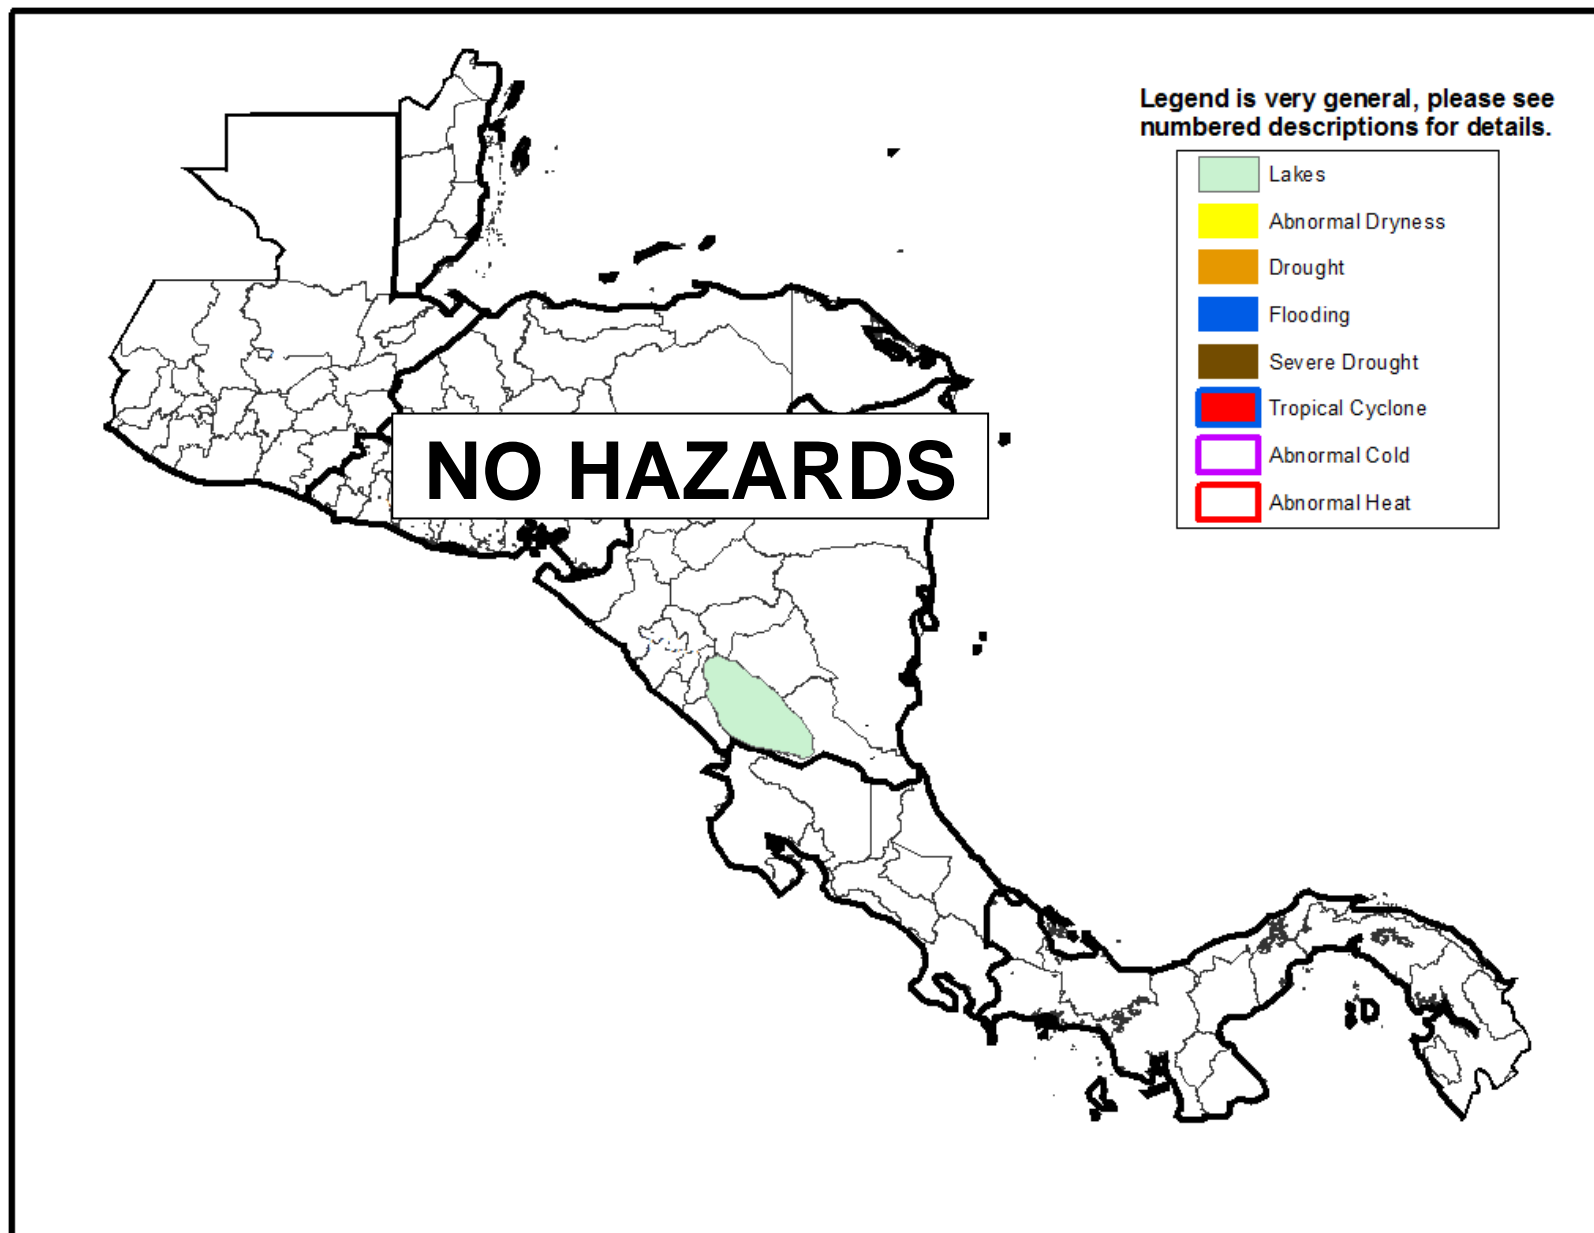 Legend is very general, please see
numbered descriptions for details.
Lakes
Abnormal Dryness
Drought
Flooding
Severe Drought
Tropical Cyclone
Abnormal Cold
Abnormal Heat
NO HAZARDS